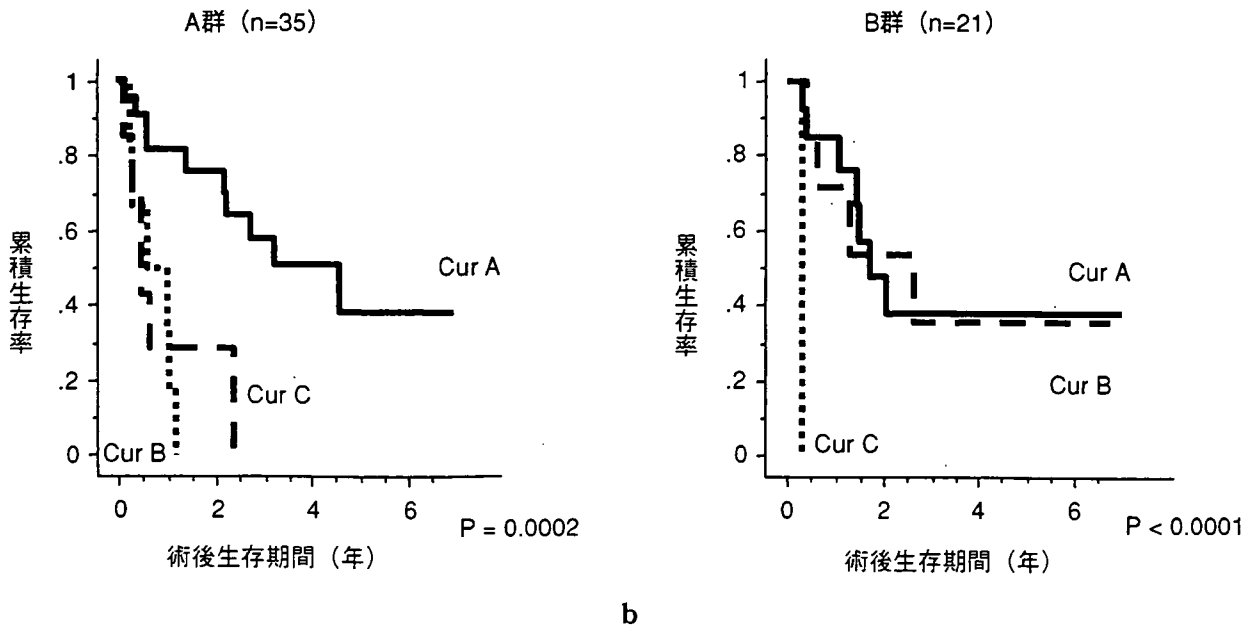 A群（n=35）
1
.8
.6
.4
.2
0
累積生存率
Cur A
Cur C
Cur B
0 2 4 6
P = 0.0002
術後生存期間（年）
B群（n=21）
1
.8
.6
.4
.2
0
累積生存率
Cur A
Cur B
Cur C
0 2 4 6
P < 0.0001
術後生存期間（年）
b